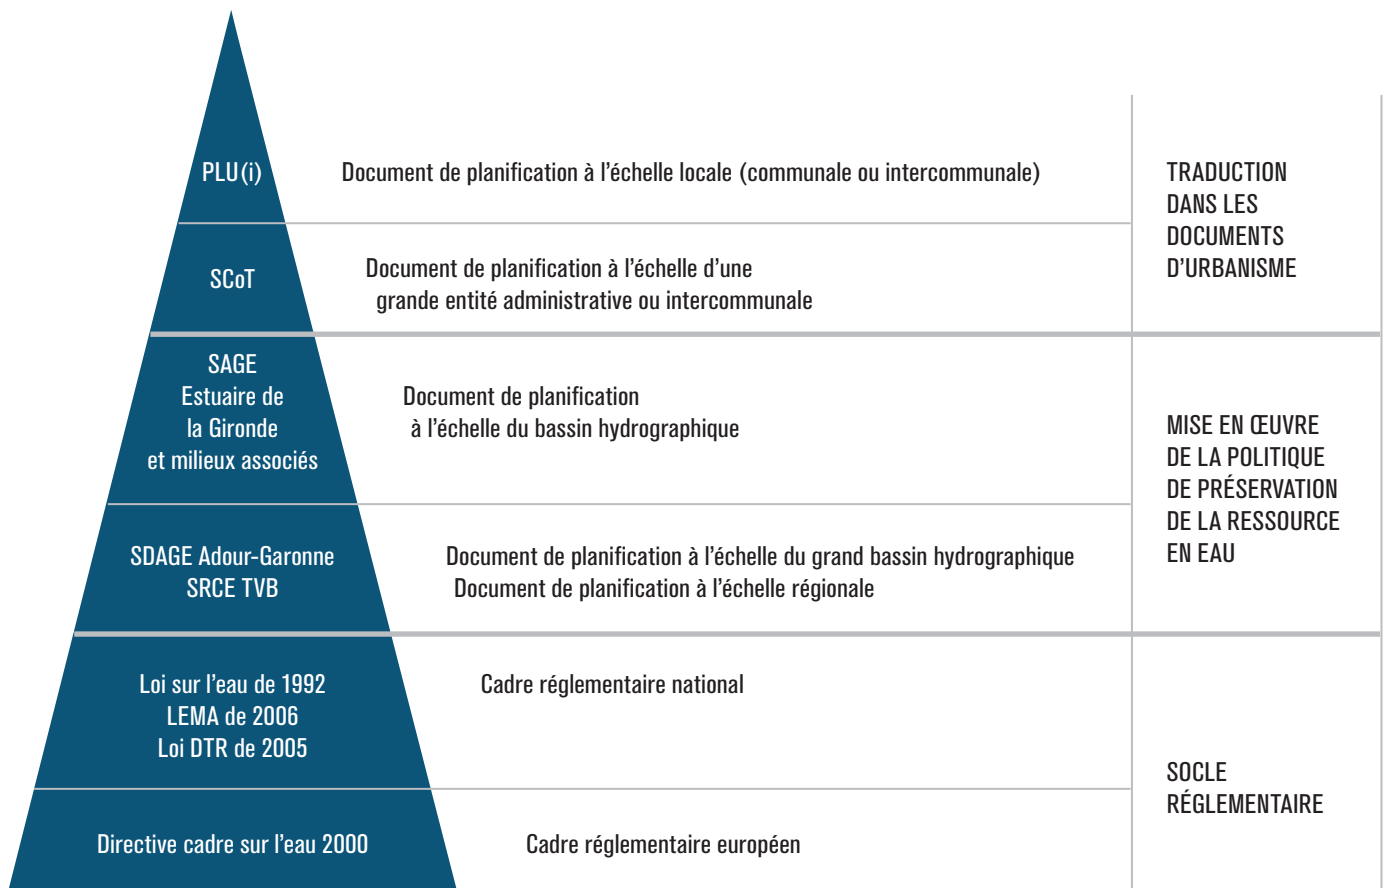 PLU(i)
Document de planification à l'échelle locale (communale ou intercommunale)
TRADUCTION
DANS LES
DOCUMENTS
D'URBANISME
SCoT
Document de planification à l'échelle d'une
grande entité administrative ou intercommunale
SAGE
Estuaire de
la Gironde
et milieux associés
Document de planification
à l'échelle du bassin hydrographique
MISE EN ŒUVRE
DE LA POLITIQUE
DE PRÉSERVATION
DE LA RESSOURCE
EN EAU
SDAGE Adour-Garonne
SRCE TVB
Document de planification à l'échelle du grand bassin hydrographique
Document de planification à l'échelle régionale
Loi sur l'eau de 1992
LEMA de 2006
Loi DTR de 2005
Cadre réglementaire national
SOCLE
RÉGLEMENTAIRE
Directive cadre sur l'eau 2000
Cadre réglementaire européen